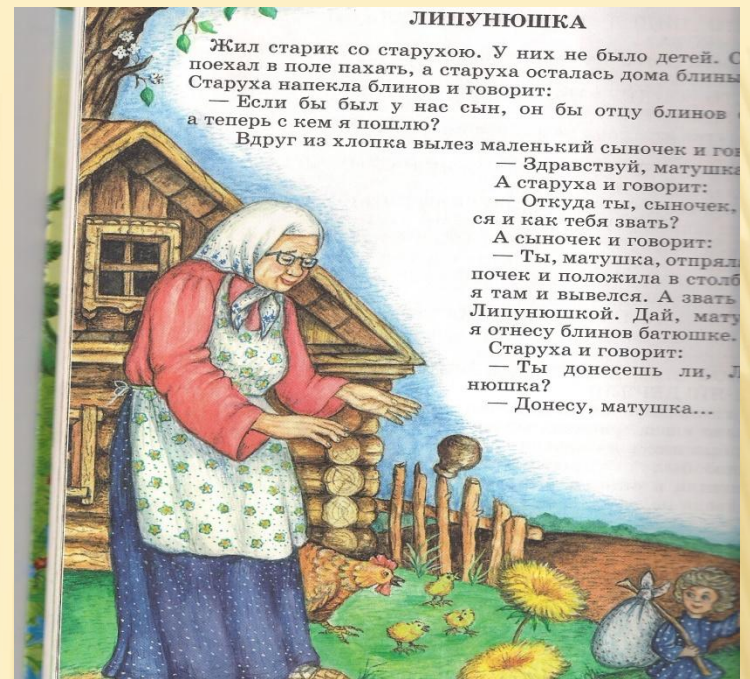 ЛИПУНЮШКА
Жил старик со старухою. У них не было детей.
поехал в поле пахать, а старуха осталась дома блины
Старуха напекла блинов и говорит:
— Если бы был у нас сын, он бы отцу блинов
а теперь с кем я пошлю?
Вдруг из хлопка вылез маленький сыночек и гов
— Здравствуй, матушка
А старуха и говорит:
— Откуда ты, сыночек,
ся и как тебя звать?
А сыночек и говорит:
— Ты, матушка, отпряла
почек и положила в столб
я там и вывелся. А звать
Липунюшкой. Дай, мату
я отнесу блинов батюшке.
Старуха и говорит:
— Ты донесешь ли, Л
нюшка?
— Донесу, матушка...